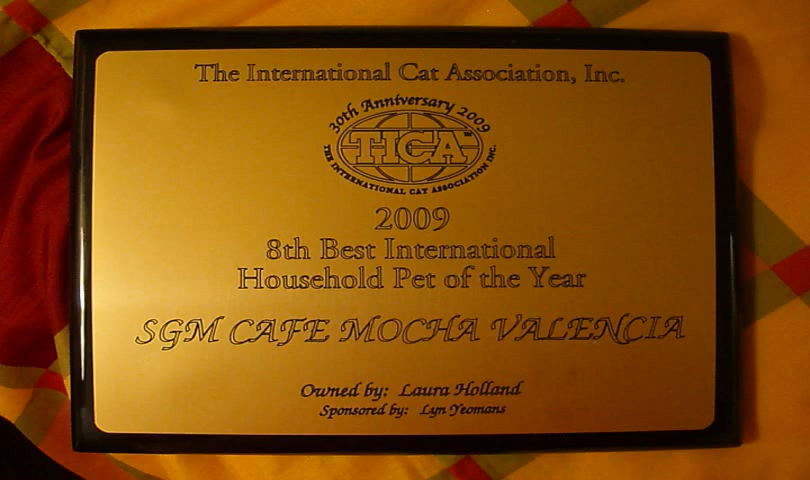 The International Cat Association, Inc.
30th Anniversary 2009
TICA™
THE INTERNATIONAL CAT ASSOCIATION INC.
2009
8th Best International
Household Pet of the Year
SGM CAFE MOCHA VALENCIA
Owned by: Laura Holland
Sponsored by: Lyn Yeomans